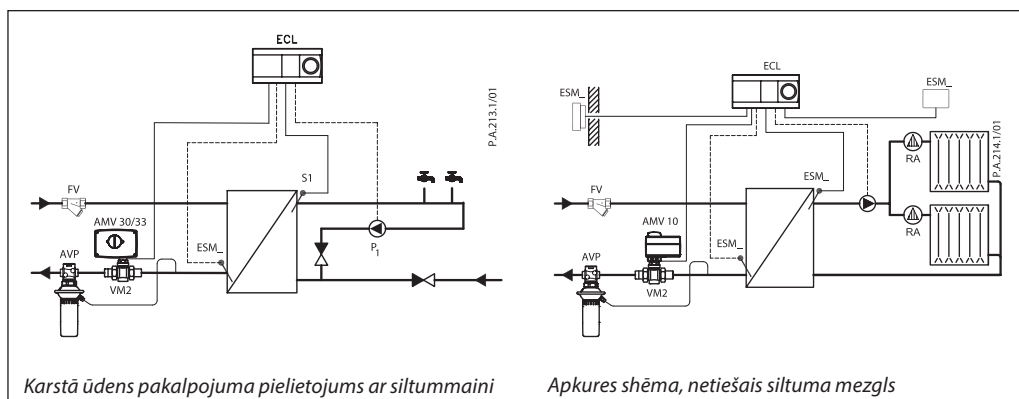 ECL
P.A.213.1/01
S1
FV
AMV 30/33
AVP
ESM_
P1
VM2
Karstā ūdens pakalpojuma pielietojums ar siltummaini
ECL
ESM_
ESM_
P.A.214.1/01
RA
ESM_
FV
RA
AMV 10
ESM_
AVP
VM2
Apkures shēma, netiešais siltuma mezgls